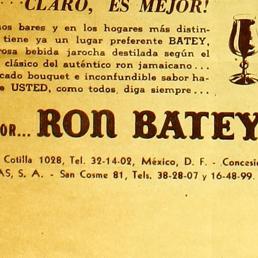 CLARO, ES MEJOR!
nos bares y en los hogares más distin-
tiene ya un lugar preferente BATEY,
rosa bebida jarocha destilada según el
clásico del auténtico ron jamaicano...
cado bouquet e inconfundible sabor ha-
e USTED, como todos, diga siempre...
OR... RON BATEY
Cotilla 1028, Tel. 32-14-02, México, D. F. - Concesio
AS, S. A. - San Cosme 81, Tels. 38-28-07 y 16-48-99.